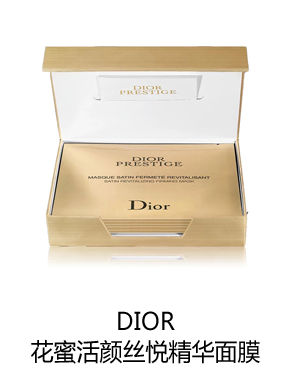 DIOR
PRESTIGE
DIOR
PRESTIGE
MASQUE SATIN FERMETÉ REVITALISANT
SATIN REVITALIZING FIRMING MASK
Dior
DIOR
花蜜活颜丝悦精华面膜